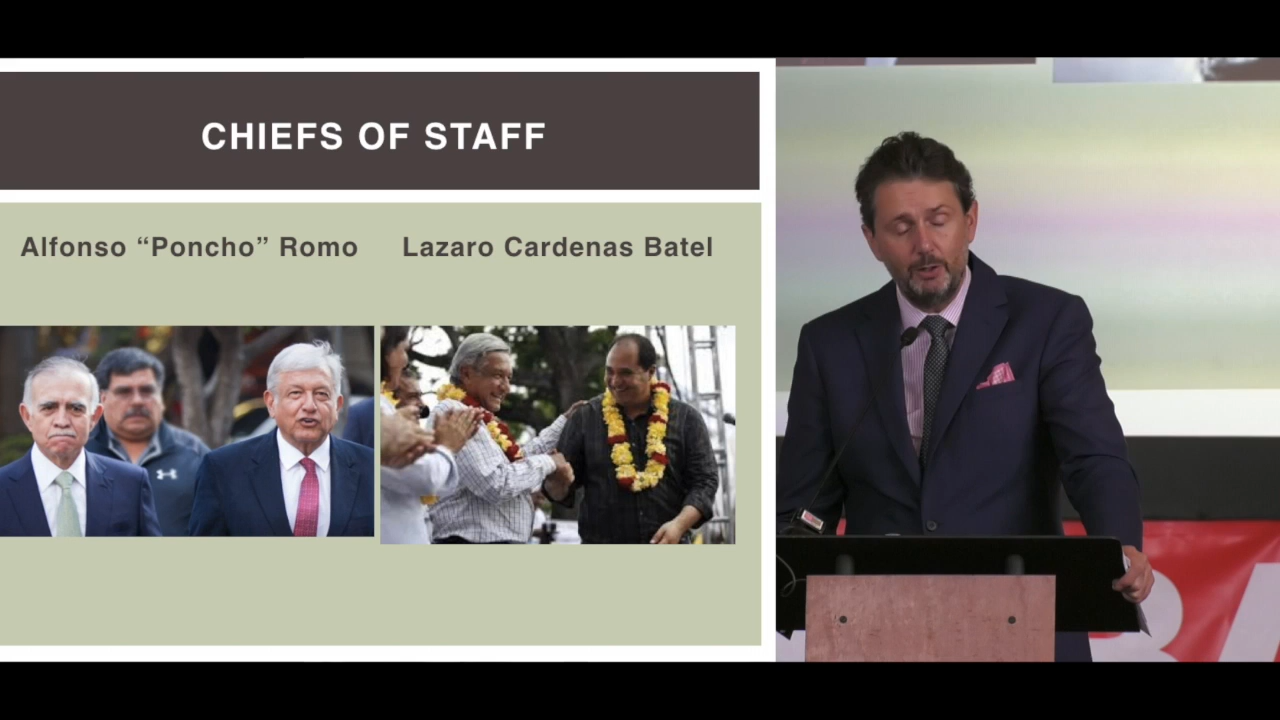 CHIEFS OF STAFF
Alfonso “Poncho” Romo
Lazaro Cardenas Batel